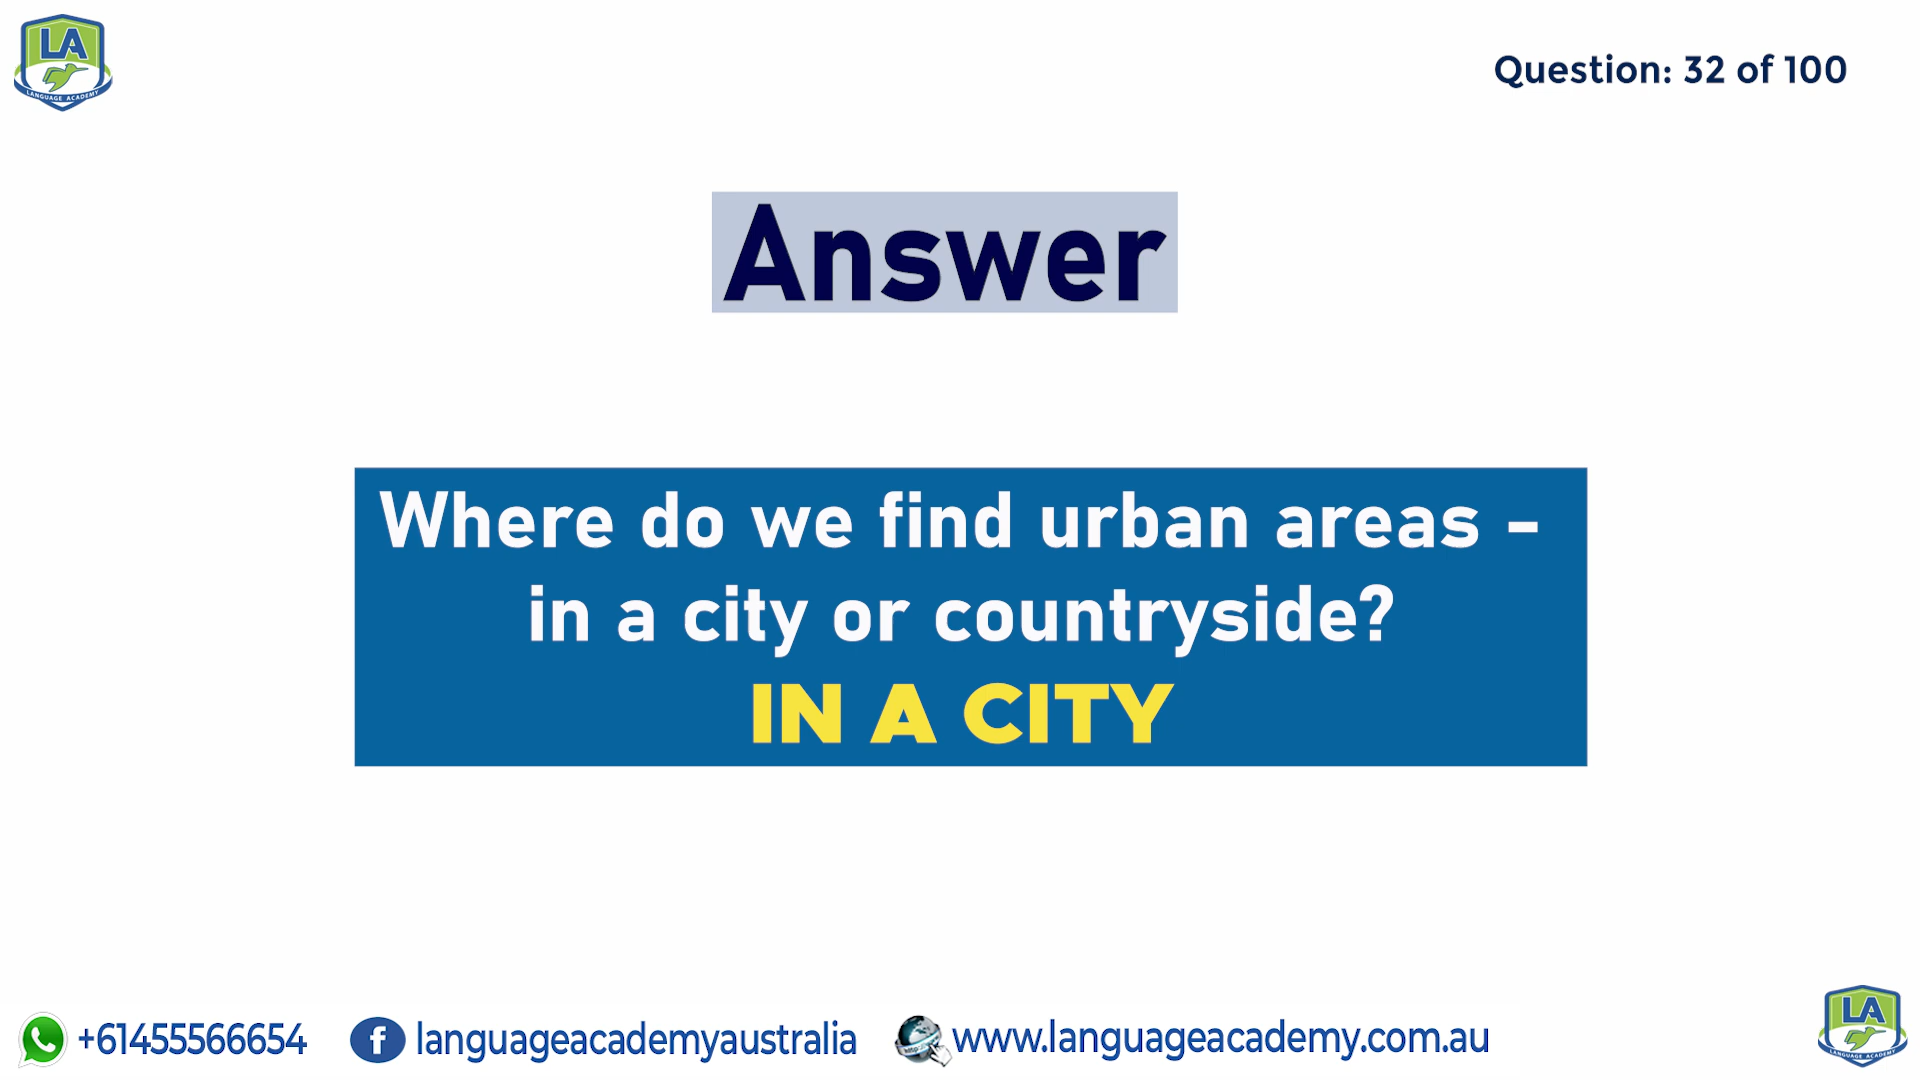 LA
LANGUAGE ACADEMY
Question: 32 of 100
Answer
Where do we find urban areas –
in a city or countryside?
IN A CITY
+61455566654
languageacademyaustralia
www.languageacademy.com.au
LA
LANGUAGE ACADEMY